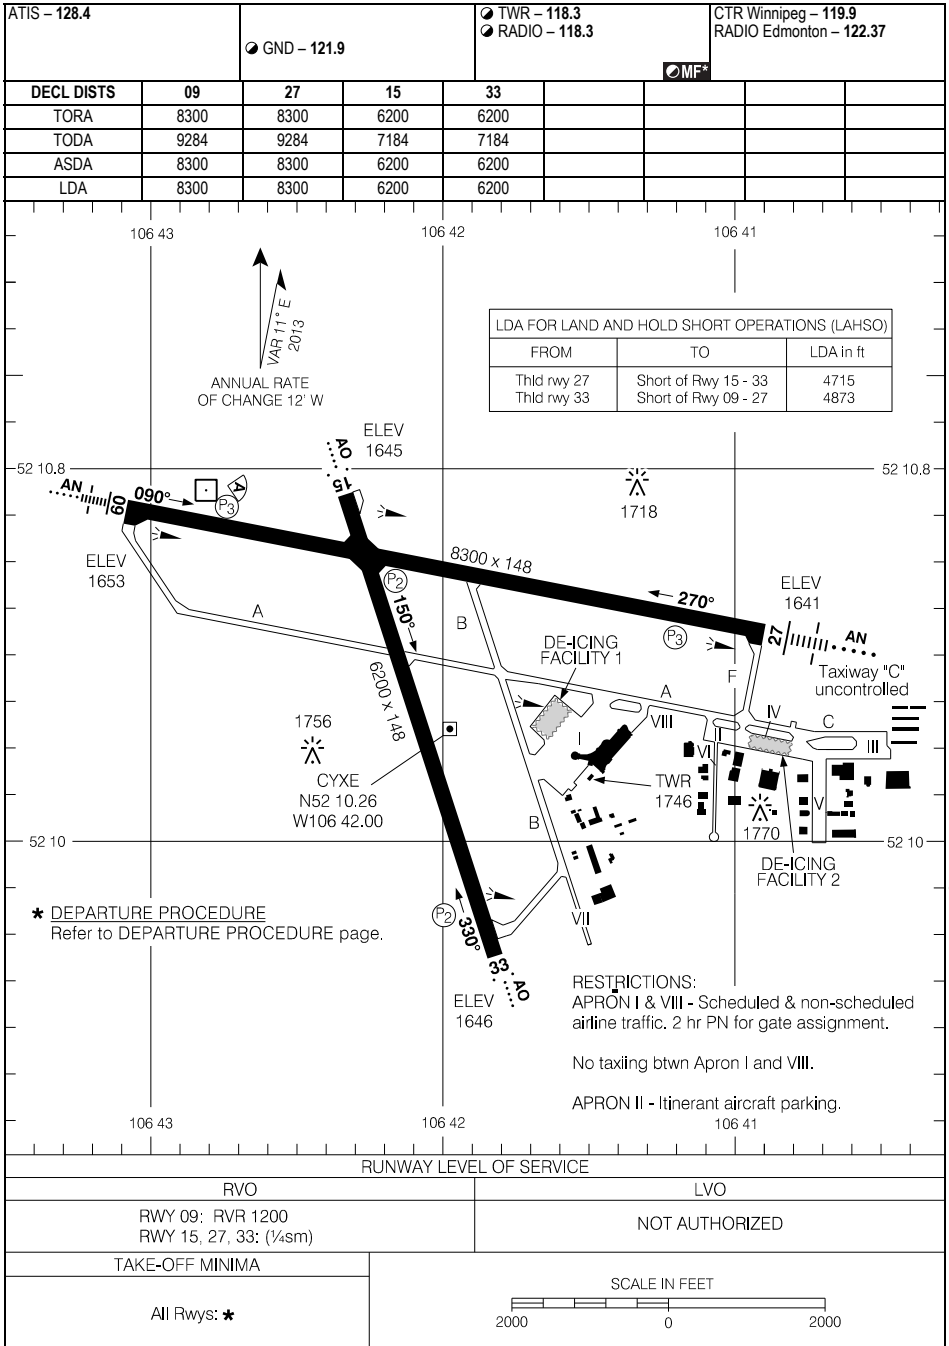 ATIS – 128.4
GND – 121.9
TWR – 118.3
RADIO – 118.3
MF*
CTR Winnipeg – 119.9
RADIO Edmonton – 122.37
DECL DISTS 09 27 15 33
TORA 8300 8300 6200 6200
TODA 9284 9284 7184 7184
ASDA 8300 8300 6200 6200
LDA 8300 8300 6200 6200
106 43 106 42 106 41
VAR 11° E
2013
ANNUAL RATE
OF CHANGE 12' W
LDA FOR LAND AND HOLD SHORT OPERATIONS (LAHSO)
FROM TO LDA in ft
Thld rwy 27 Short of Rwy 15 - 33 4715
Thld rwy 33 Short of Rwy 09 - 27 4873
ELEV
1645
AO
15
52 10.8 52 10.8
AN
09
090°
A
P3
1718
ELEV
1653
8300 x 148
P2
150°
270°
P3
ELEV
1641
27
AN
A
B
6200 x 148
DE-ICING
FACILITY 1
A
F
Taxiway "C"
uncontrolled
1756
CYXE
N52 10.26
W106 42.00
I
VIII
II
IV
C
III
VI
TWR
1746
B
V
1770
52 10 52 10
DE-ICING
FACILITY 2
* DEPARTURE PROCEDURE
Refer to DEPARTURE PROCEDURE page.
P2
330°
VII
33
AO
ELEV
1646
RESTRICTIONS:
APRON I & VIII - Scheduled & non-scheduled
airline traffic. 2 hr PN for gate assignment.
No taxiing btwn Apron I and VIII.
APRON II - Itinerant aircraft parking.
106 43 106 42 106 41
RUNWAY LEVEL OF SERVICE
RVO LVO
RWY 09: RVR 1200
RWY 15, 27, 33: (¼sm)
NOT AUTHORIZED
TAKE-OFF MINIMA
All Rwys: *
SCALE IN FEET
2000 0 2000